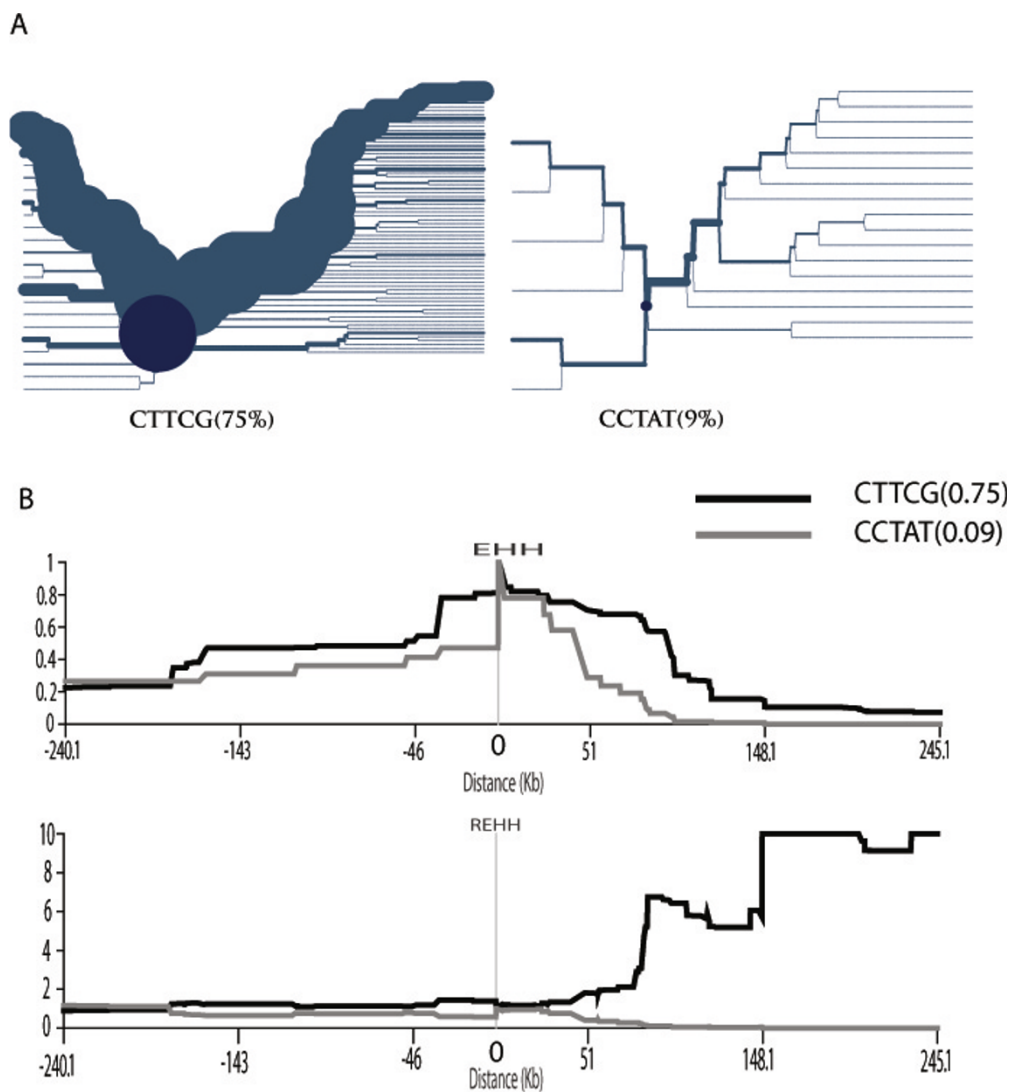 A
CTTCG(75%)
CCTAT(9%)
B
CTTCG(0.75)
CCTAT(0.09)
EHH
1
0.8
0.6
0.4
0.2
0
-240.1 -143 -46 0 51 148.1 245.1
Distance (Kb)
REHH
10
8
6
4
2
0
-240.1 -143 -46 0 51 148.1 245.1
Distance (Kb)